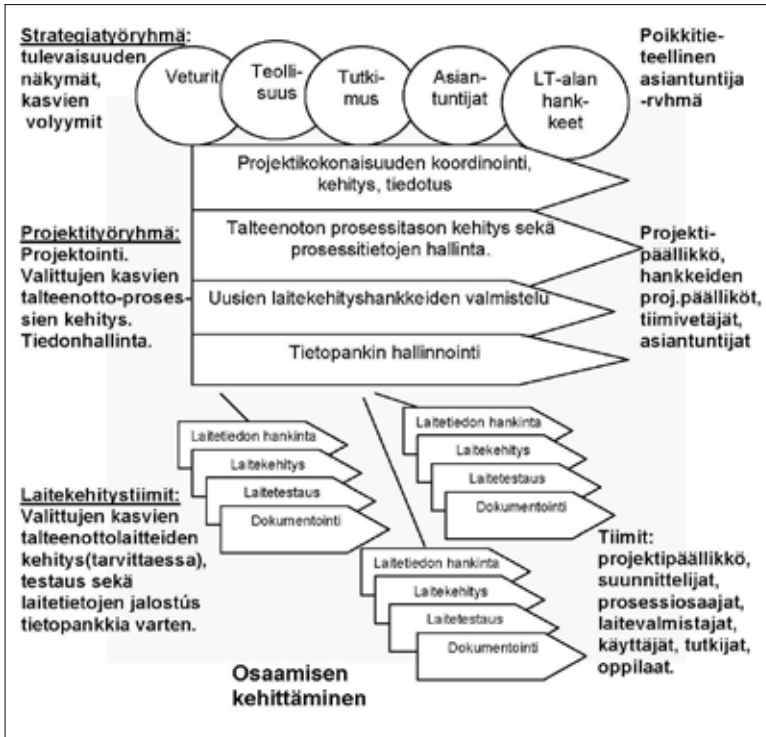 Strategiatyöryhmä:
tulevaisuuden
näkymät,
kasvien
volyymit
Veturit
Teolli-
suus
Tutki-
mus
Asian-
tuntijat
LT-alan
hank-
keet
Poikkitie-
teellinen
asiantuntija
-ryhmä
Projektikokonaisuuden koordinointi,
kehitys, tiedotus
Projektityöryhmä:
Projektointi.
Valittujen kasvien
talteenotto-proses-
sien kehitys.
Tiedonhallinta.
Talteenoton prosessitason kehitys sekä
prosessitietojen hallinta.
Uusien laitekehityshankkeiden valmistelu
Tietopankin hallinnointi
Projekti-
päällikkö,
hankkeiden
proj.päälliköt,
tiimivetäjät,
asiantuntijat
Laitetiedon hankinta
Laitekehitys
Laitetestaus
Dokumentointi
Laitetiedon hankinta
Laitekehitys
Laitetestaus
Dokumentointi
Laitekehitystiimit:
Valittujen kasvien
talteenottolaitteiden
kehitys(tarvittaessa),
testaus sekä
laitetietojen jalostus
tietopankkia varten.
Laitetiedon hankinta
Laitekehitys
Laitetestaus
Dokumentointi
Tiimit:
projektipäällikkö,
suunnittelijat,
prosessiosaajat,
laitevalmistajat,
käyttäjät, tutkijat,
oppilaat.
Osaamisen
kehittäminen